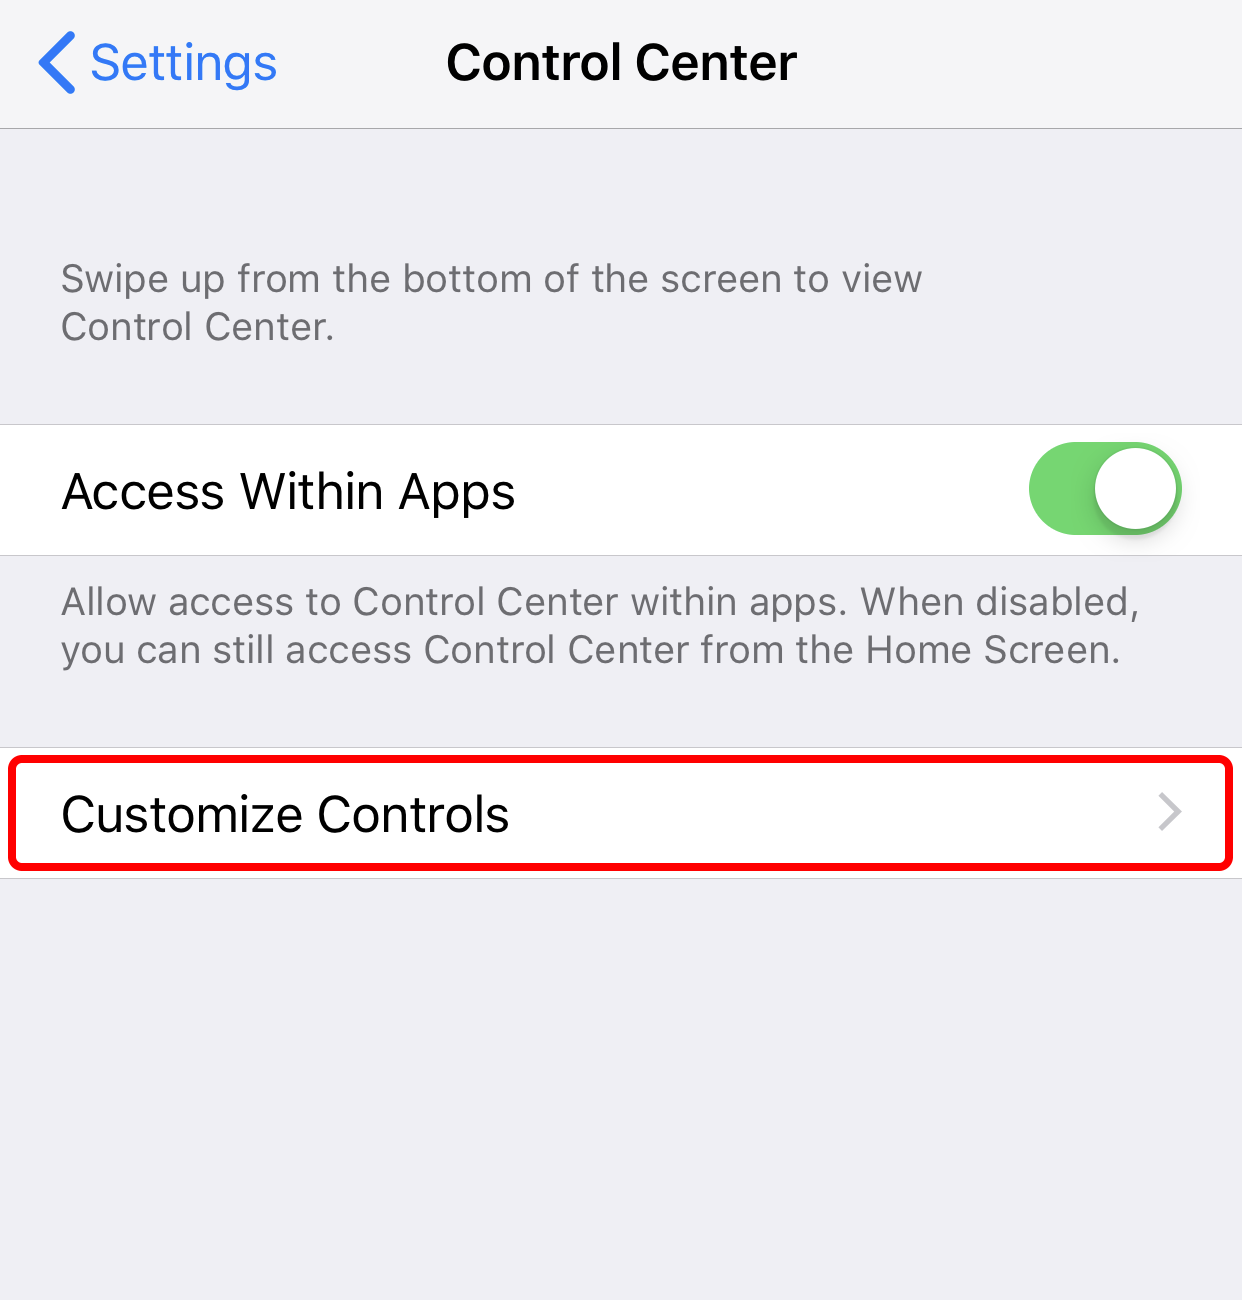 Settings
Control Center
Swipe up from the bottom of the screen to view
Control Center.
Access Within Apps
Allow access to Control Center within apps. When disabled,
you can still access Control Center from the Home Screen.
Customize Controls